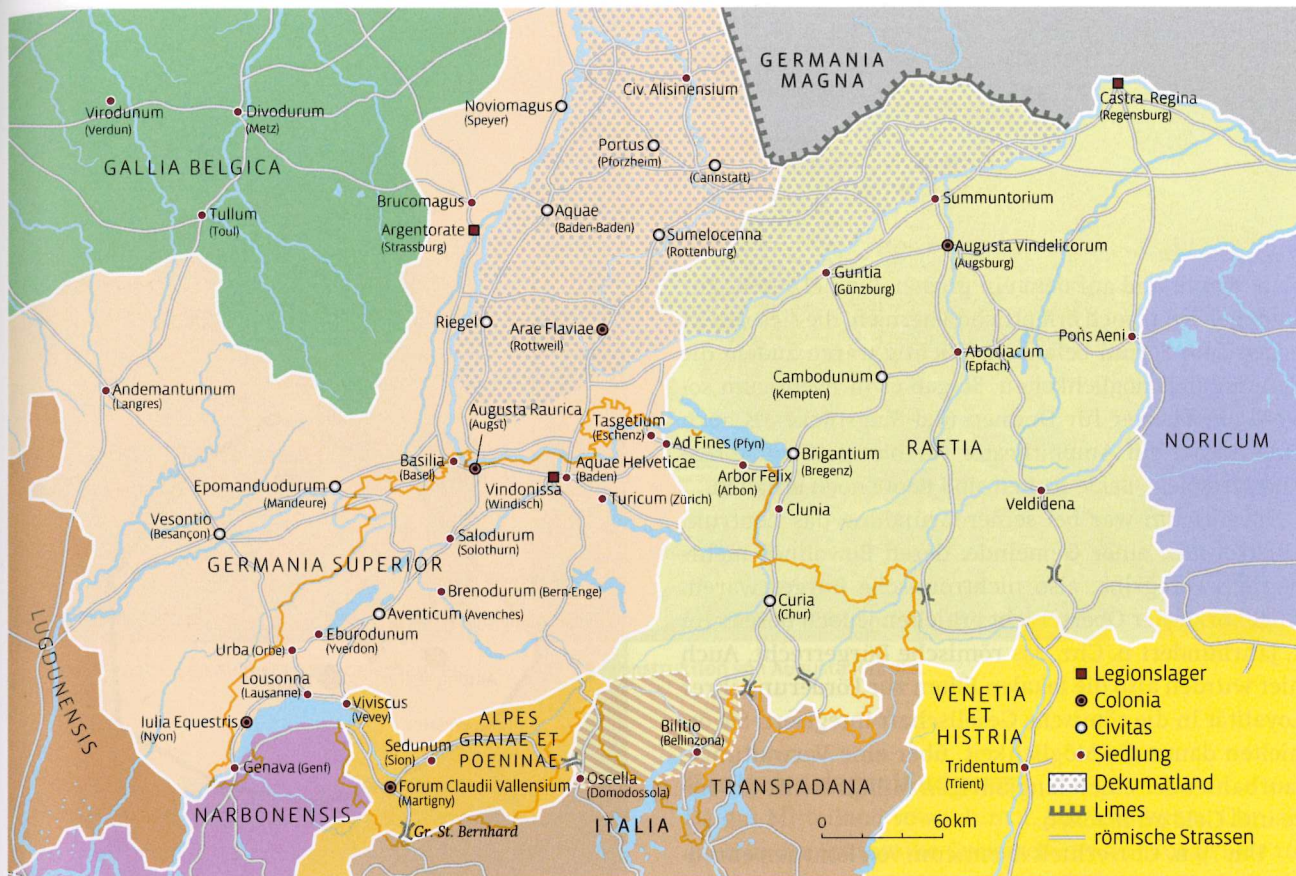 GERMANIA
MAGNA
Virodunum
(Verdun)
Divodurum
(Metz)
GALLIA BELGICA
Tullum
(Toul)
Noviomagus
(Speyer)
Civ. Alisinensium
Portus
(Pforzheim)
(Cannstatt)
Castra Regina
(Regensburg)
Brucomagus
Argentorate
(Strassburg)
Aquae
(Baden-Baden)
Sumelocenna
(Rottenburg)
Summuntorium
Augusta Vindelicorum
(Augsburg)
Guntia
(Günzburg)
Riegel
Arae Flaviae
(Rottweil)
Pons Aeni
Abodiacum
(Epfach)
Cambodunum
(Kempten)
Andemantunnum
(Langres)
Augusta Raurica
(Augst)
Tasgetium
(Eschenz)
Ad Fines (Pfyn)
RAETIA
NORICUM
Basilia
(Basel)
Aquae Helveticae
(Baden)
Arbor Felix
(Arbon)
Brigantium
(Bregenz)
Epomanduodurum
(Mandeure)
Vindonissa
(Windisch)
Turicum (Zürich)
Clunia
Veldidena
Vesontio
(Besançon)
Salodurum
(Solothurn)
GERMANIA SUPERIOR
Brenodurum (Bern-Enge)
Aventicum (Avenches)
Curia
(Chur)
LUGDUNENSIS
Eburodunum
(Yverdon)
Urba (Orbe)
Lousonna
(Lausanne)
Viviscus
(Vevey)
Iulia Equestris
(Nyon)
ALPES
GRAIAE ET
POENINAE
Sedunum
(Sion)
Bilitio
(Bellinzona)
VENETIA
ET
HISTRIA
Tridentum
(Trient)
Genava (Genf)
Forum Claudii Vallensium
(Martigny)
Oscella
(Domodossola)
TRANSPADANA
NARBONENSIS
Gr. St. Bernhard
ITALIA
0 60 km
Legionslager
Colonia
Civitas
Siedlung
Dekumatland
Limes
römische Strassen